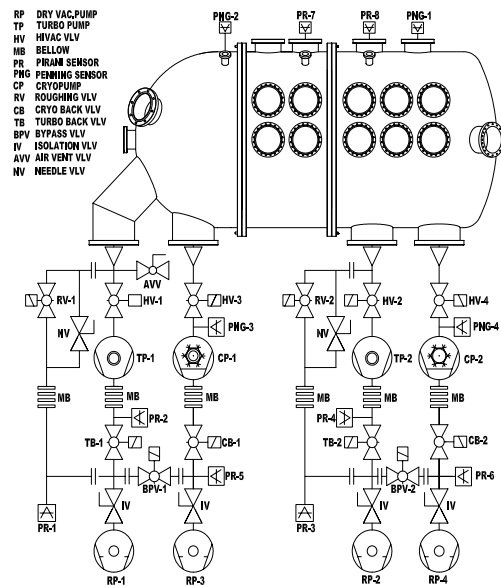 RP DRY VAC,PUMP
TP TURBO PUMP
HV HIVAC VLV
MB BELLOW
PR PIRANI SENSOR
PNG PENNING SENSOR
CP CRYOPUMP
RV ROUGHING VLV
CB CRYO BACK VLV
TB TURBO BACK VLV
BPV BYPASS VLV
IV ISOLATION VLV
AVV AIR VENT VLV
NV NEEDLE VLV
PNG-2 PR-7 PR-8 PNG-1
AVV
RV-1 HV-1 HV-3 RV-2 HV-2 HV-4
NV PNG-3 NV PNG-4
TP-1 CP-1 TP-2 CP-2
MB MB MB MB MB MB
PR-2 PR-4
TB-1 CB-1 TB-2 CB-2
BPV-1 PR-5 BPV-2 PR-6
PR-1 IV IV PR-3 IV IV
RP-1 RP-3 RP-2 RP-4